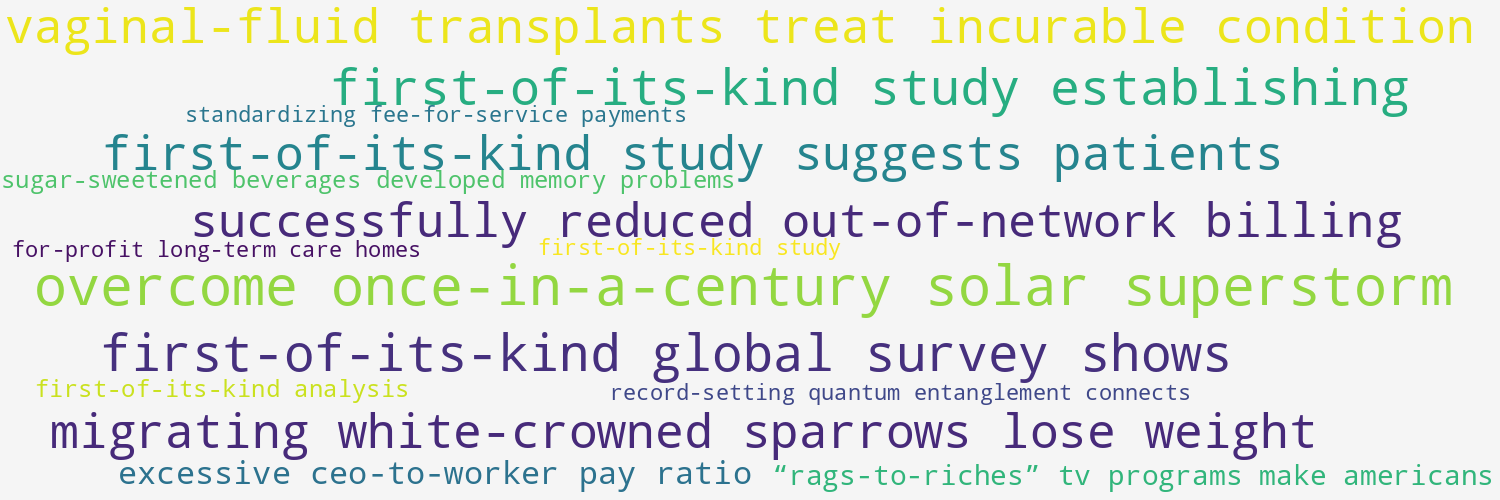 vaginal-fluid transplants treat incurable condition
first-of-its-kind study establishing
standardizing fee-for-service payments
first-of-its-kind study suggests patients
sugar-sweetened beverages developed memory problems
successfully reduced out-of-network billing
for-profit long-term care homes
first-of-its-kind study
overcome once-in-a-century solar superstorm
first-of-its-kind global survey shows
first-of-its-kind analysis
record-setting quantum entanglement connects
migrating white-crowned sparrows lose weight
excessive ceo-to-worker pay ratio
“rags-to-riches” tv programs make americans